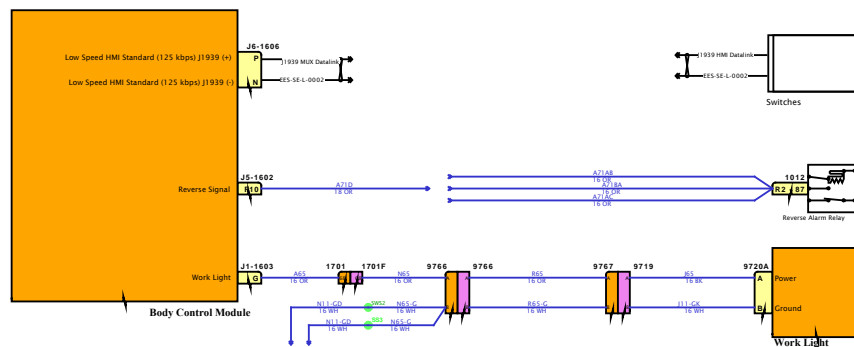 J6-1606
Low Speed HMI Standard (125 kbps) J1939 (+)
P
J1939 MUX Datalink
J1939 HMI Datalink
Low Speed HMI Standard (125 kbps) J1939 (-)
N
EES-SE-L-0002
EES-SE-L-0002
Switches
J5-1602
A71AB
16 OR
1012
Reverse Signal
A71D
18 OR
A71BA
16 OR
R2
87
A71AC
16 OR
Reverse Alarm Relay
J1-1603
1701
1701F
9766
9766
9767
9719
9720A
Work Light
G
A65
16 OR
N65
16 OR
A
A
R65
16 OR
A
A
J65
16 BK
A
Power
N11-GD
16 WH
SWS2
N65-G
16 WH
R65-G
16 WH
J11-GK
16 WH
B
Ground
N11-GD
16 WH
N65-G
16 WH
Body Control Module
Work Light